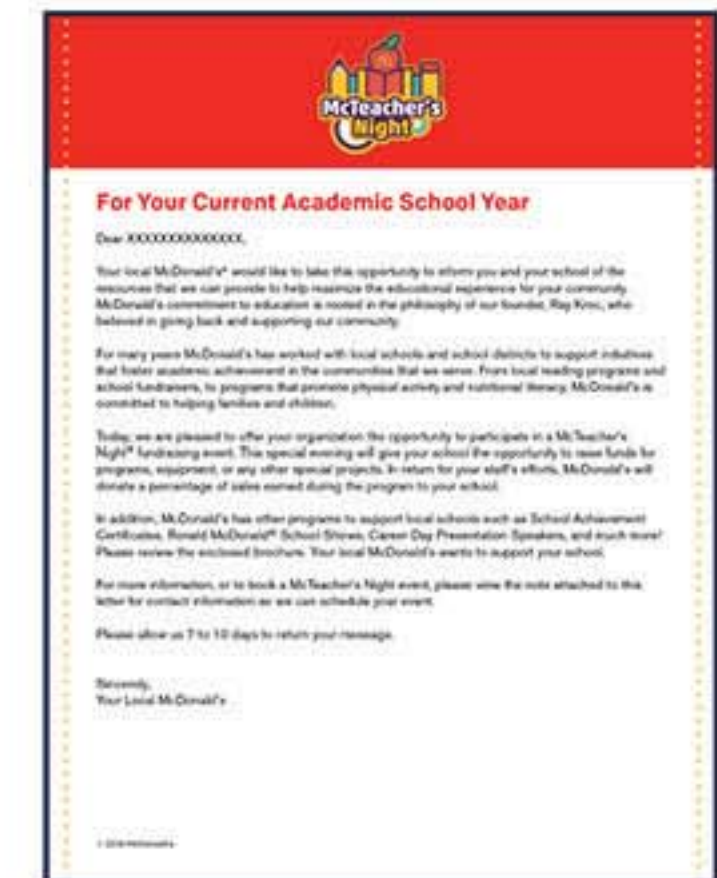 McTeacher's
Night
For Your Current Academic School Year
Dear XXXXXXXXXXXXXX,
Your local McDonald's® would like to take this opportunity to inform you and your school of the
resources that we can provide to help maximize the educational experience for your community.
McDonald's commitment to education is rooted in the philosophy of our founder, Ray Kroc, who
believed in giving back and supporting our community.
For many years McDonald's has worked with local schools and school districts to support initiatives
that foster academic achievement in the communities that we serve. From local reading programs and
school fundraisers, to programs that promote physical activity and nutritional literacy, McDonald's is
committed to helping families and children.
Today, we are pleased to offer your organization the opportunity to participate in a McTeacher's
Night® fundraising event. This special evening will give your school the opportunity to raise funds for
programs, equipment, or any other special projects. In return for your staff's efforts, McDonald's will
donate a percentage of sales earned during the program to your school.
In addition, McDonald's has other programs to support local schools such as School Achievement
Certificates, Ronald McDonald® School Shows, Career Day Presentation Speakers, and much more!
Please review the enclosed brochure. Your local McDonald's wants to support your school.
For more information, or to book a McTeacher's Night event, please view the note attached to this
letter for contact information so we can schedule your event.
Please allow us 7 to 10 days to return your message.
Sincerely,
Your Local McDonald's
McDonald's